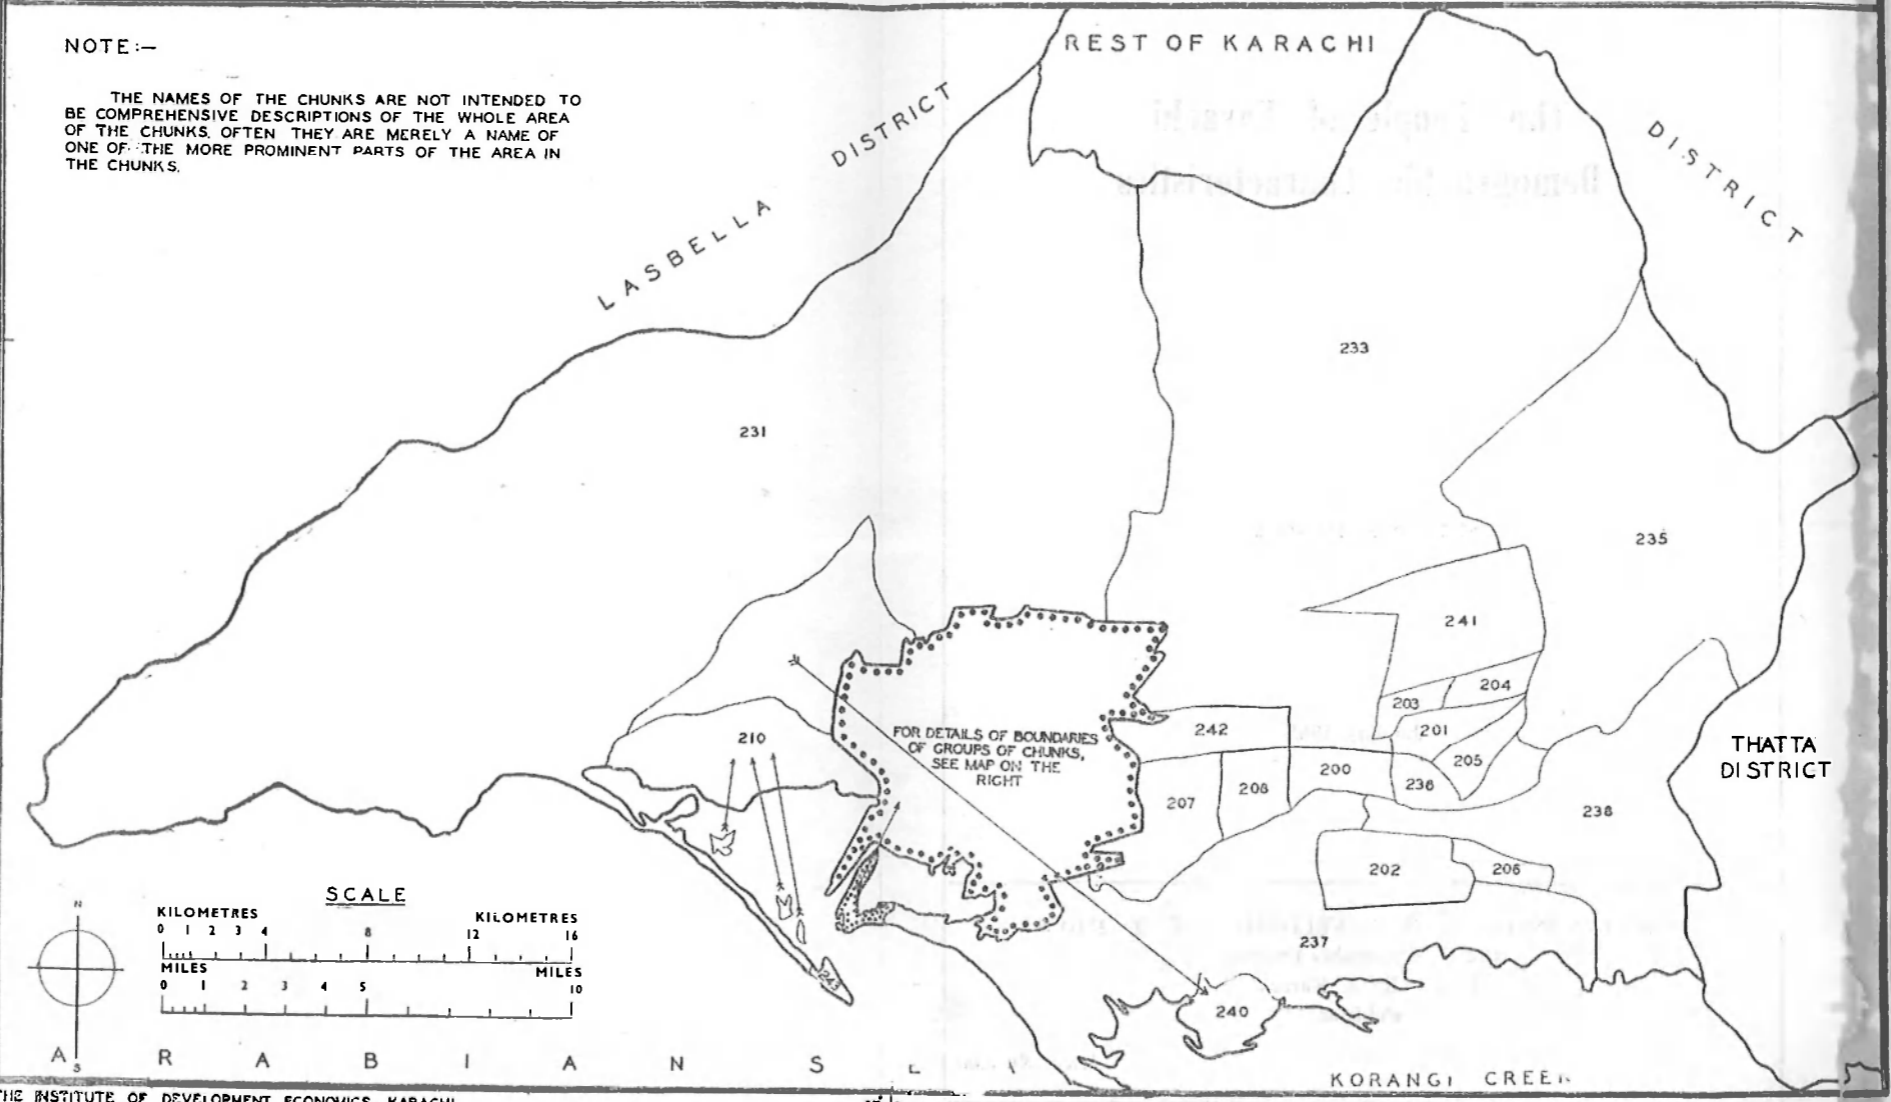 NOTE:—
THE NAMES OF THE CHUNKS ARE NOT INTENDED TO
BE COMPREHENSIVE DESCRIPTIONS OF THE WHOLE AREA
OF THE CHUNKS. OFTEN THEY ARE MERELY A NAME OF
ONE OF THE MORE PROMINENT PARTS OF THE AREA IN
THE CHUNKS.
REST OF KARACHI
DISTRICT
LASBELLA DISTRICT
233
231
235
241
204
203
201
242
205
200
236
208
207
238
210
FOR DETAILS OF BOUNDARIES
OF GROUPS OF CHUNKS,
SEE MAP ON THE
RIGHT
THATTA
DISTRICT
202
206
237
240
243
SCALE
KILOMETRES KILOMETRES
0 1 2 3 4 8 12 16
MILES MILES
0 1 2 3 4 5 10
N
S
ARABIAN SE
KORANGI CREEK
THE INSTITUTE OF DEVELOPMENT ECONOMICS, KARACHI